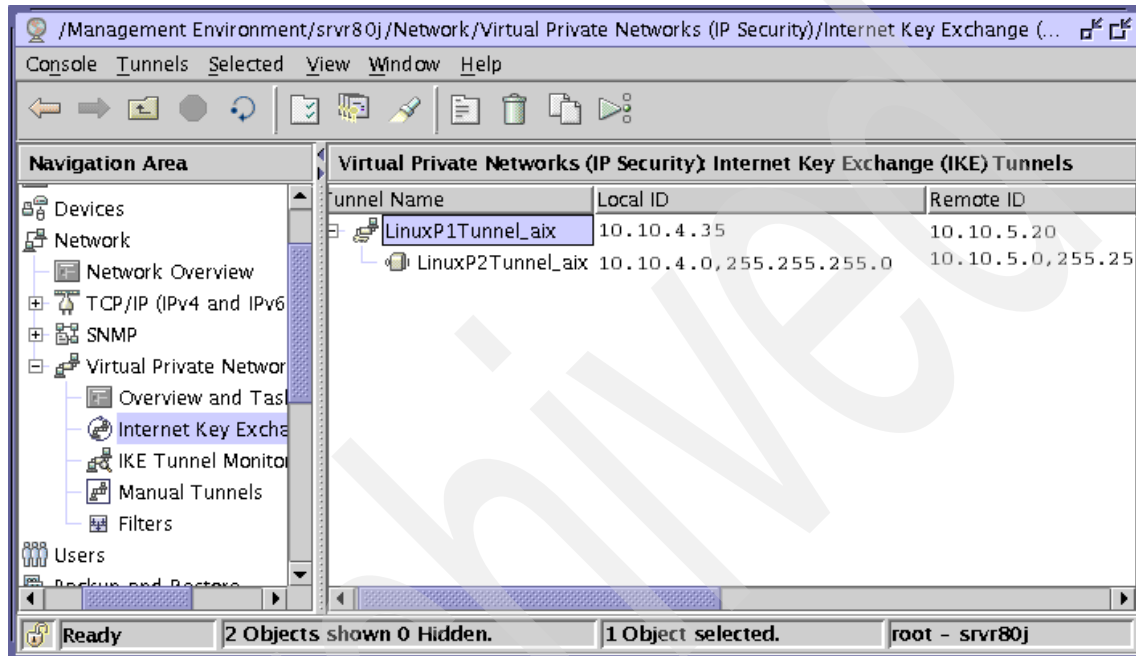 /Management Environment/srvr80j/Network/Virtual Private Networks (IP Security)/Internet Key Exchange (...
Console Tunnels Selected View Window Help
Navigation Area
Virtual Private Networks (IP Security): Internet Key Exchange (IKE) Tunnels
Devices
Network
Network Overview
TCP/IP (IPv4 and IPv6
SNMP
Virtual Private Networ
Overview and Tas
Internet Key Excha
IKE Tunnel Monitor
Manual Tunnels
Filters
Users
Backup and Restore
Tunnel Name Local ID Remote ID
LinuxP1Tunnel_aix 10.10.4.35 10.10.5.20
LinuxP2Tunnel_aix 10.10.4.0,255.255.255.0 10.10.5.0,255.25
Ready 2 Objects shown 0 Hidden. 1 Object selected. root - srvr80j
hived